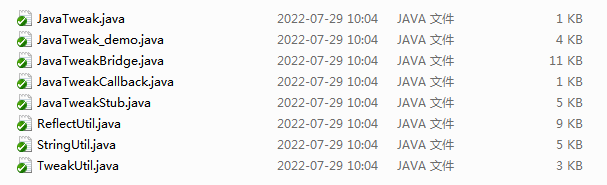 JavaTweak.java 2022-07-29 10:04 JAVA 文件 1 KB
JavaTweak_demo.java 2022-07-29 10:04 JAVA 文件 4 KB
JavaTweakBridge.java 2022-07-29 10:04 JAVA 文件 11 KB
JavaTweakCallback.java 2022-07-29 10:04 JAVA 文件 1 KB
JavaTweakStub.java 2022-07-29 10:04 JAVA 文件 5 KB
ReflectUtil.java 2022-07-29 10:04 JAVA 文件 9 KB
StringUtil.java 2022-07-29 10:04 JAVA 文件 5 KB
TweakUtil.java 2022-07-29 10:04 JAVA 文件 3 KB